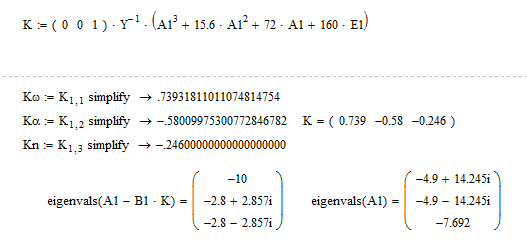 K := ( 0 0 1 ) · Y⁻¹ · (A1³ + 15.6 · A1² + 72 · A1 + 160 · E1)
Kω := K₁,₁ simplify → .73931811011074814754
Kα := K₁,₂ simplify → −.58009975300772846782 K = ( 0.739 −0.58 −0.246 )
Kn := K₁,₃ simplify → −.24600000000000000000
−10
−4.9 + 14.245i
eigenvals(A1 − B1 · K) = ( −2.8 + 2.857i ) eigenvals(A1) = ( −4.9 − 14.245i )
−2.8 − 2.857i
−7.692